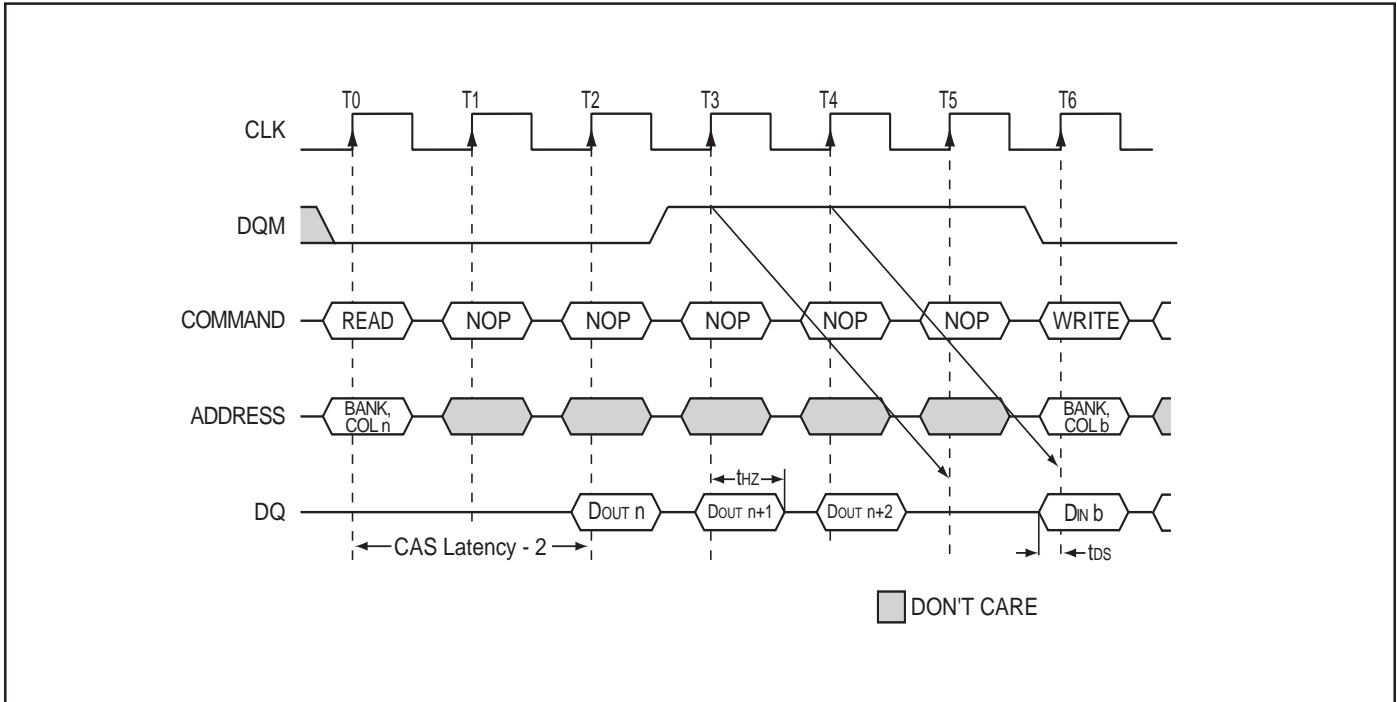 T0 T1 T2 T3 T4 T5 T6
CLK
DQM
COMMAND READ NOP NOP NOP NOP NOP WRITE
ADDRESS BANK, COL n BANK, COL b
tHZ
DQ DOUT n DOUT n+1 DOUT n+2 DIN b
CAS Latency - 2 tDS
DON'T CARE